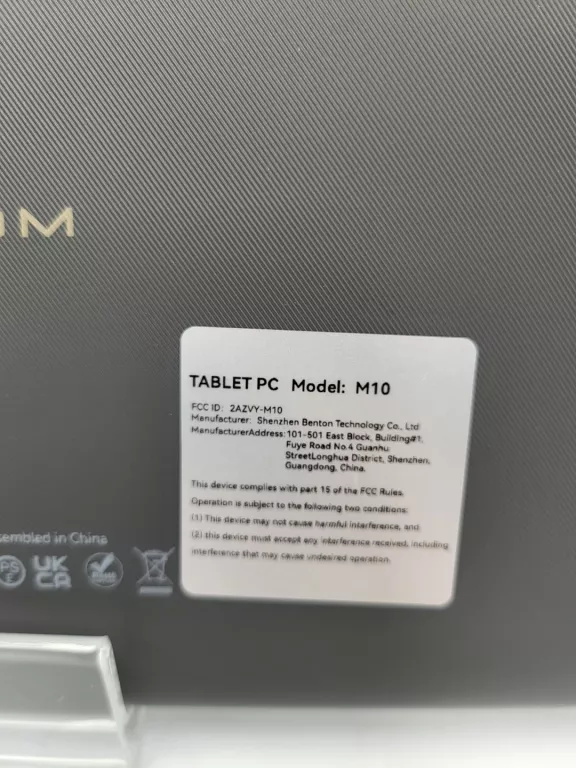 M
TABLET PC Model: M10
FCC ID: 2AZVY-M10
Manufacturer: Shenzhen Benton Technology Co., Ltd
ManufacturerAddress: 101-501 East Block, Building#1,
Fuye Road No.4 Guanhu
StreetLonghua District, Shenzhen,
Guangdong, China.
This device complies with part 15 of the FCC Rules.
Operation is subject to the following two conditions:
(1) This device may not cause harmful interference, and
(2) this device must accept any interference received, including
interference that may cause undesired operation.
sembled in China
PS
E
UK
CA